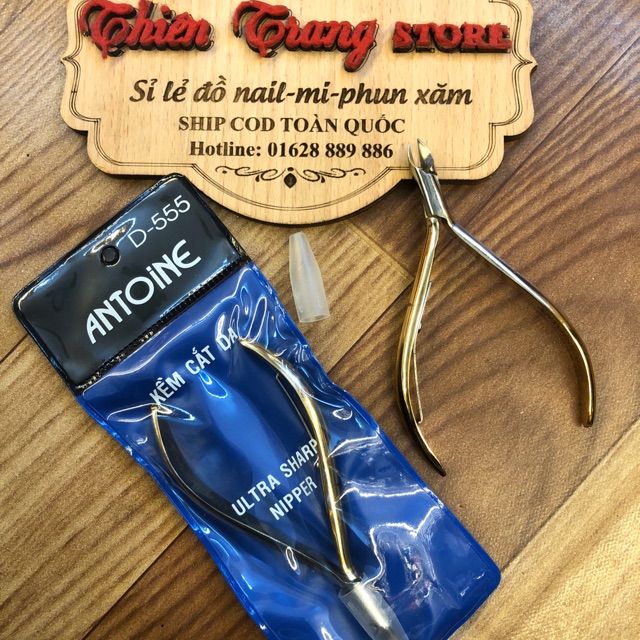 Thiên Trang STORE
Sỉ lẻ đồ nail-mi-phun xăm
SHIP COD TOÀN QUỐC
Hotline: 01628 889 886
D-555
ANTOiNE
KỀM CẮT DA
ULTRA SHARP
NIPPER